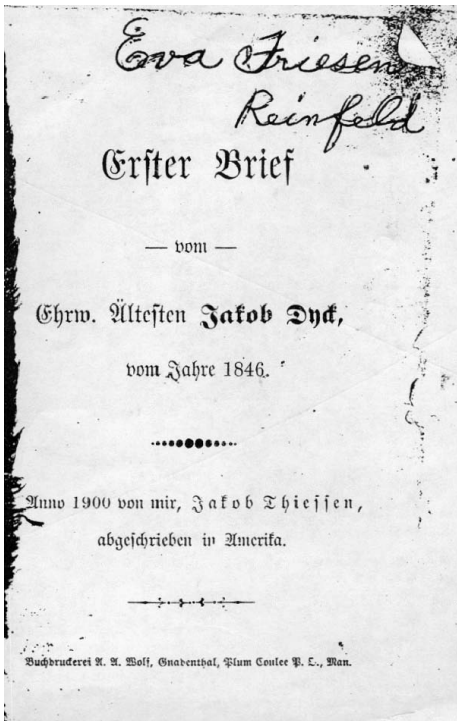 Eva Friesen
Reinfeld
Erster Brief
— vom —
Ehrw. Ältesten Jakob Dyck,
vom Jahre 1846.
Anno 1900 von mir, Jakob Thiessen,
abgeschrieben in Amerika.
Buchdruckerei A. A. Wolf, Gnadenthal, Plum Coulee P. O., Man.